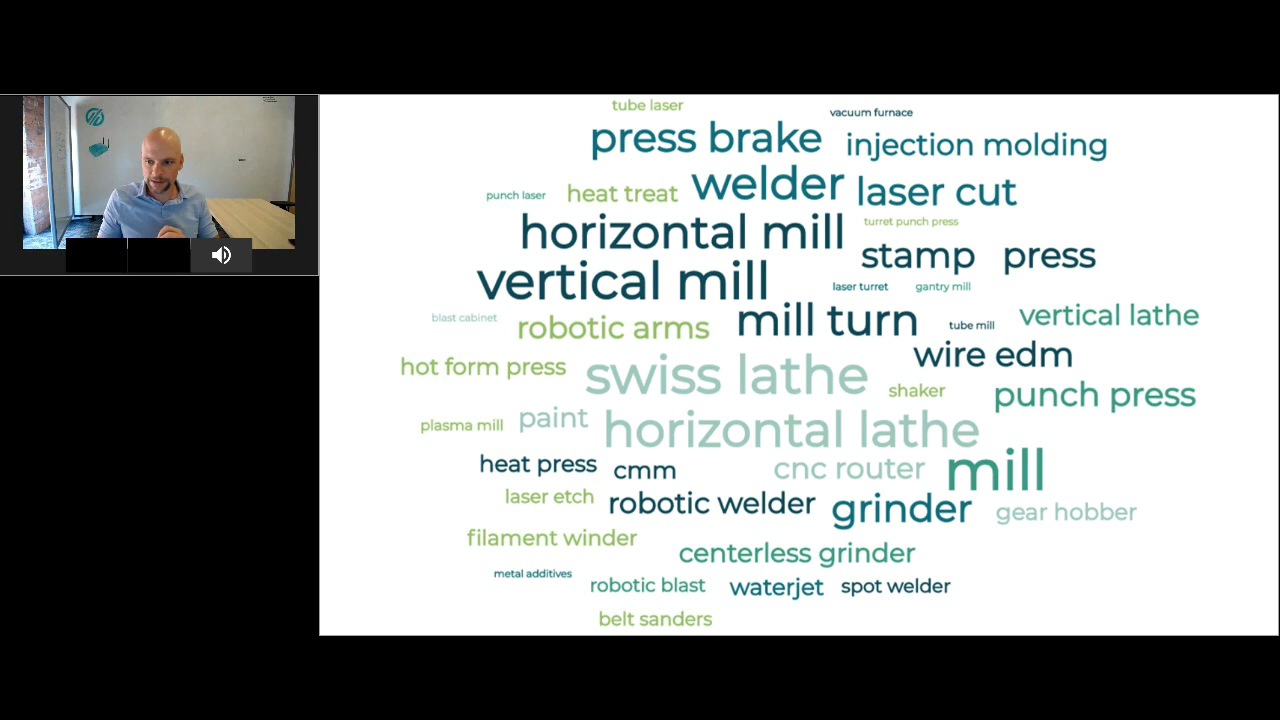 tube laser
vacuum furnace
press brake
injection molding
welder
laser cut
punch laser
heat treat
turret punch press
horizontal mill
stamp press
vertical mill
laser turret
gantry mill
blast cabinet
robotic arms
mill turn
tube mill
vertical lathe
wire edm
hot form press
swiss lathe
shaker
punch press
plasma mill
paint
horizontal lathe
heat press
cmm
cnc router
mill
laser etch
robotic welder
grinder
gear hobber
filament winder
centerless grinder
metal additives
robotic blast
waterjet
spot welder
belt sanders